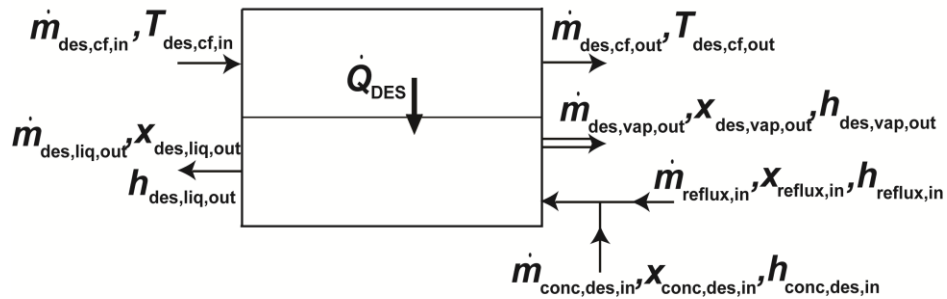 ṁdes,cf,in,Tdes,cf,in
ṁdes,cf,out,Tdes,cf,out
Q̇DES
ṁdes,liq,out,xdes,liq,out
hdes,liq,out
ṁdes,vap,out,xdes,vap,out,hdes,vap,out
ṁreflux,in,xreflux,in,hreflux,in
ṁconc,des,in,xconc,des,in,hconc,des,in